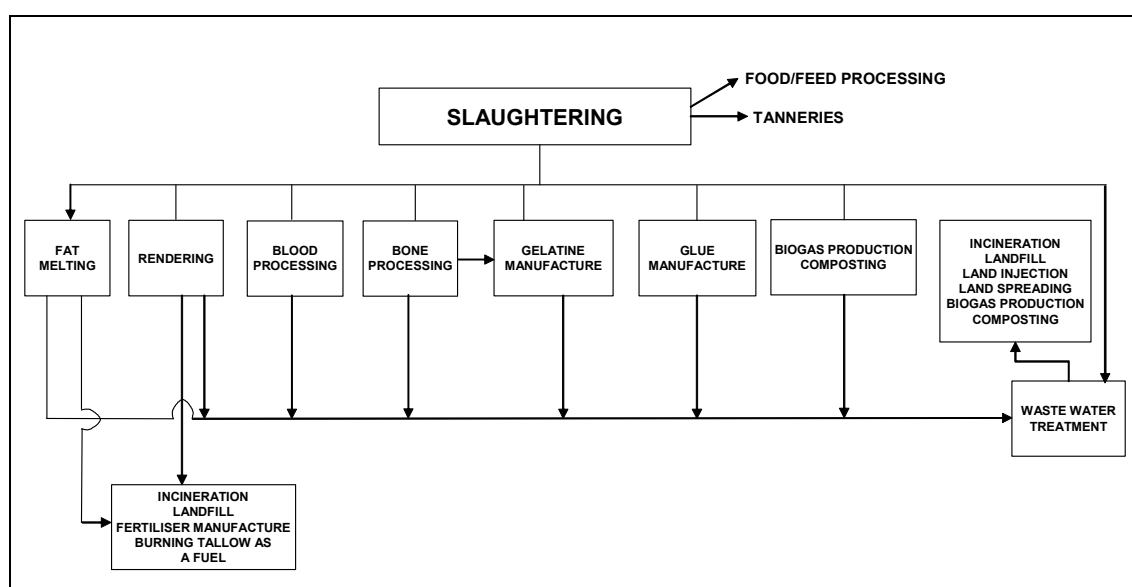 FOOD/FEED PROCESSING
SLAUGHTERING
TANNERIES
FAT
MELTING
RENDERING
BLOOD
PROCESSING
BONE
PROCESSING
GELATINE
MANUFACTURE
GLUE
MANUFACTURE
BIOGAS PRODUCTION
COMPOSTING
INCINERATION
LANDFILL
LAND INJECTION
LAND SPREADING
BIOGAS PRODUCTION
COMPOSTING
WASTE WATER
TREATMENT
INCINERATION
LANDFILL
FERTILISER MANUFACTURE
BURNING TALLOW AS
A FUEL